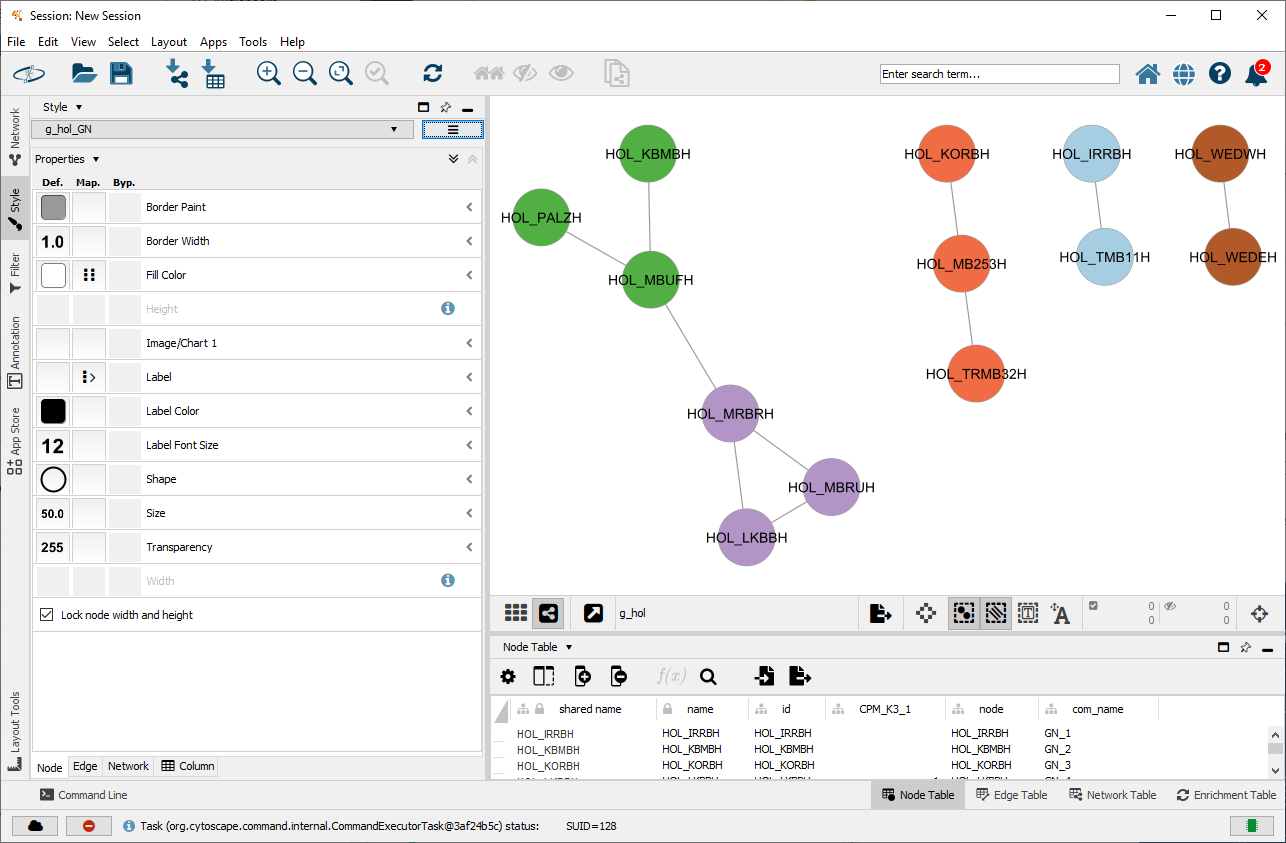 Session: New Session
File Edit View Select Layout Apps Tools Help
Enter search term...
2
Network
Style
Filter
Annotation
App Store
Layout Tools
Style
g_hol_GN
Properties
Def. Map. Byp.
Border Paint
1.0 Border Width
Fill Color
Height
Image/Chart 1
Label
Label Color
12 Label Font Size
Shape
50.0 Size
255 Transparency
Width
Lock node width and height
Node Edge Network Column
HOL_KBMBH
HOL_PALZH
HOL_MBUFH
HOL_MRBRH
HOL_MBRUH
HOL_LKBBH
HOL_KORBH
HOL_MB253H
HOL_TRMB32H
HOL_IRRBH
HOL_TMB11H
HOL_WEDWH
HOL_WEDEH
g_hol
T
A
0 0
0 0
Node Table
f(x)
shared name name id CPM_K3_1 node com_name
HOL_IRRBH HOL_IRRBH HOL_IRRBH HOL_IRRBH GN_1
HOL_KBMBH HOL_KBMBH HOL_KBMBH HOL_KBMBH GN_2
HOL_KORBH HOL_KORBH HOL_KORBH HOL_KORBH GN_3
Command Line
Node Table Edge Table Network Table Enrichment Table
Task (org.cytoscape.command.internal.CommandExecutorTask@3af24b5c) status: SUID=128